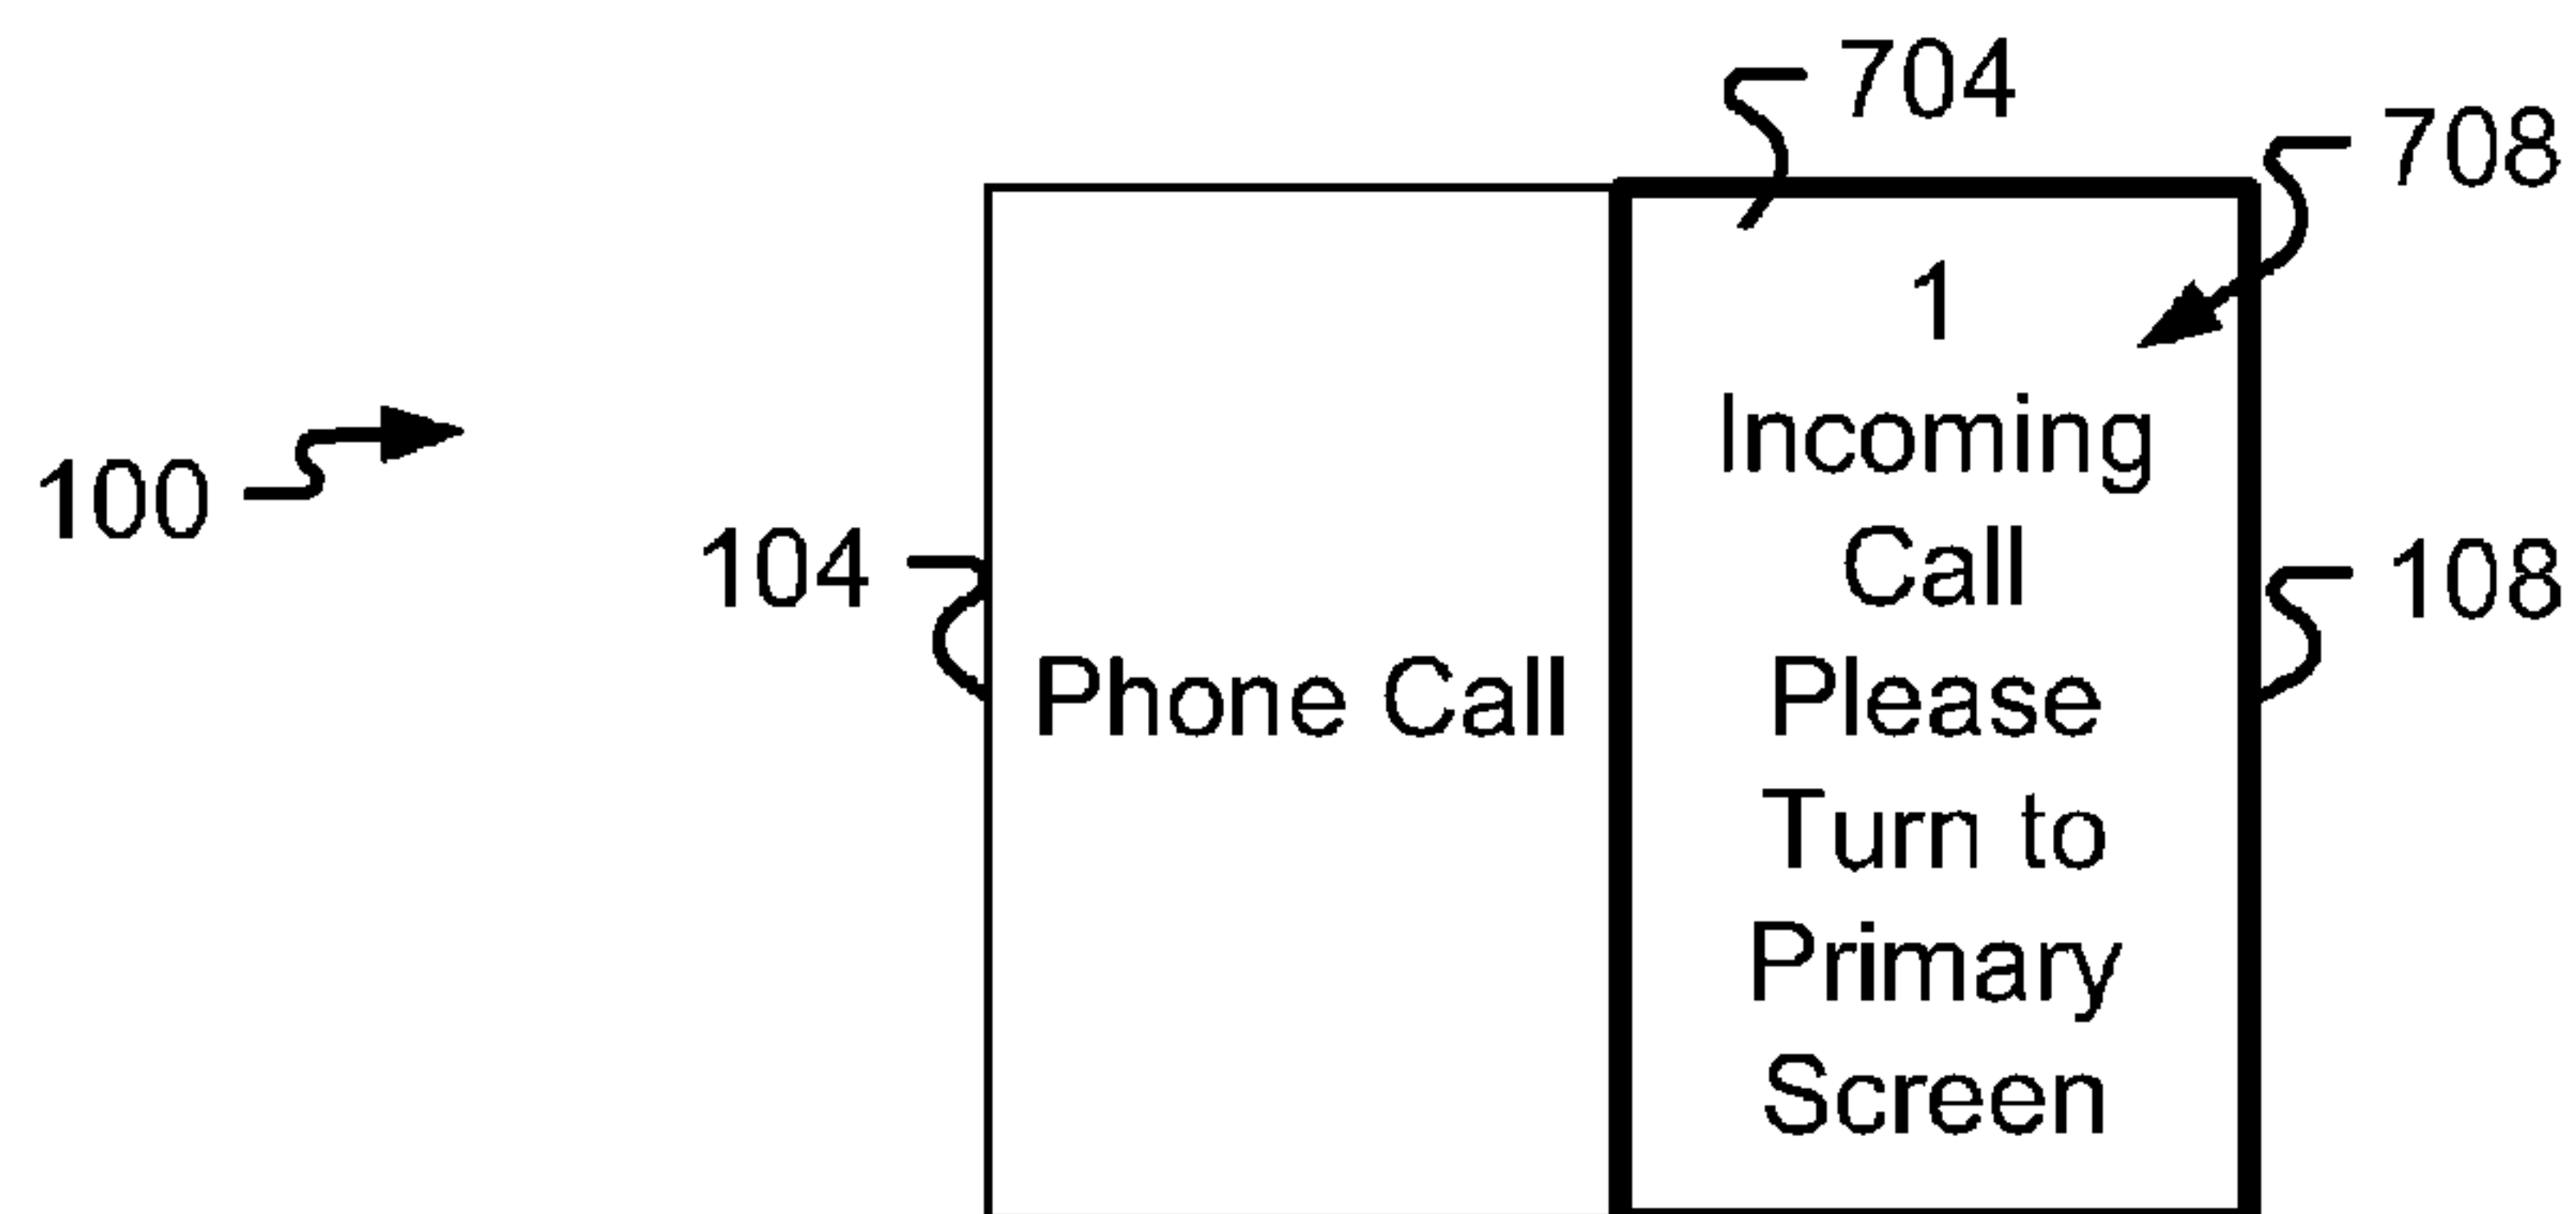 704
708
1
Incoming
100
Call
104
108
Phone Call
Please
Turn to
Primary
Screen